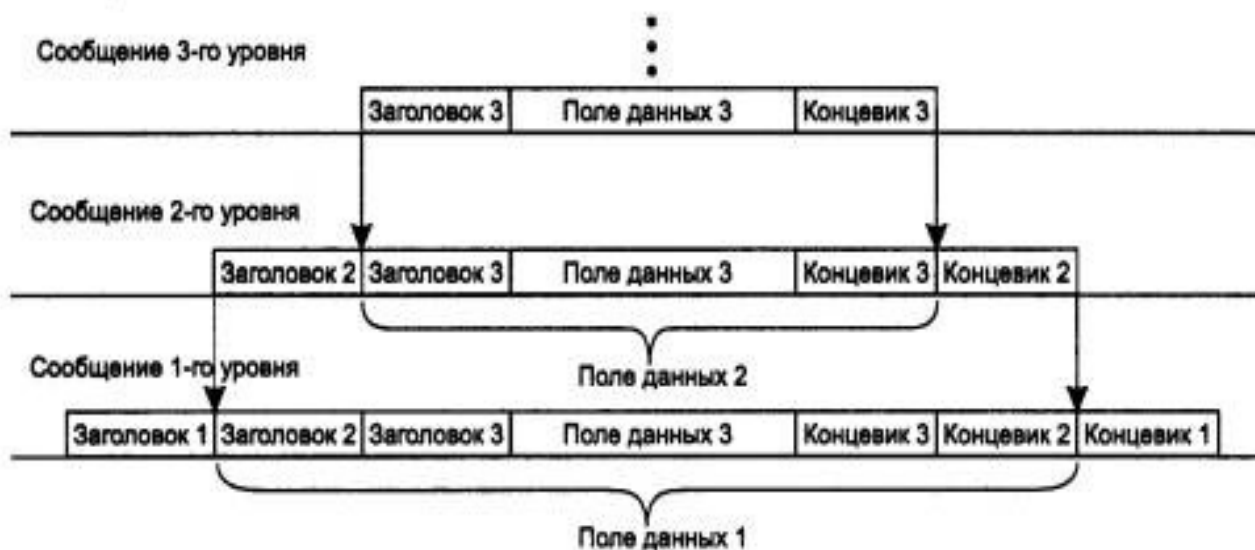 Сообщение 3-го уровня
Заголовок 3 Поле данных 3 Концевик 3
Сообщение 2-го уровня
Заголовок 2 Заголовок 3 Поле данных 3 Концевик 3 Концевик 2
Поле данных 2
Сообщение 1-го уровня
Заголовок 1 Заголовок 2 Заголовок 3 Поле данных 3 Концевик 3 Концевик 2 Концевик 1
Поле данных 1